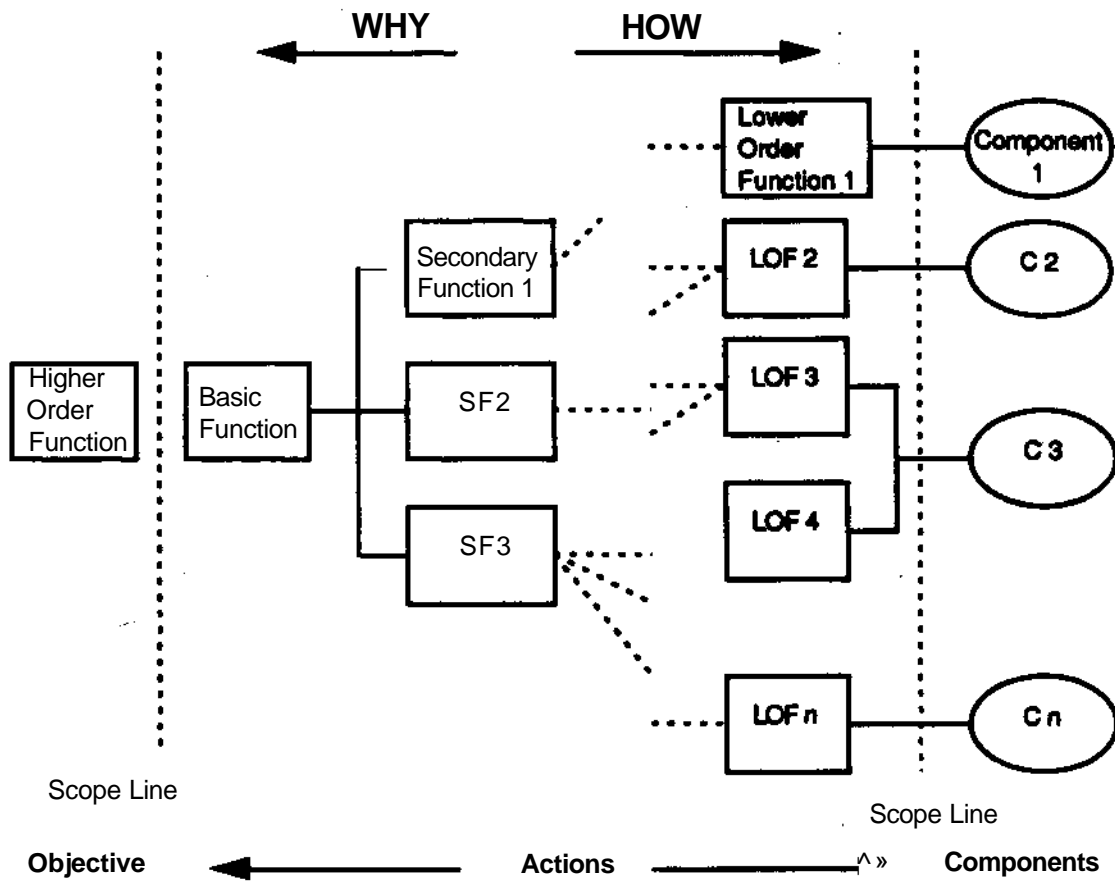 WHY
HOW
Lower
Order
Function 1
Component
1
Secondary
Function 1
LOF 2
C 2
Higher
Order
Function
Basic
Function
SF2
LOF 3
C 3
SF3
LOF 4
LOF n
C n
Scope Line
Scope Line
Objective
Actions
^ »
Components